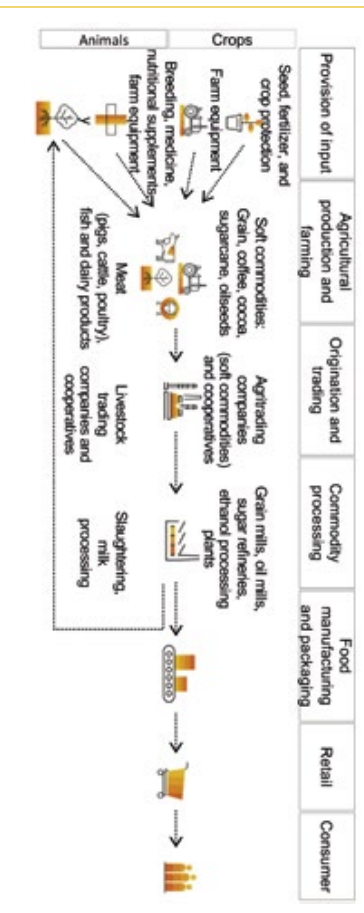 Provision of input
Agricultural
production and
farming
Origination and
trading
Commodity
processing
Food
manufacturing
and packaging
Retail
Consumer
Crops
Seed, fertilizer, and
crop protection
Farm equipment
Soft commodities:
Grain, coffee, cocoa,
sugarcane, oilseeds
Agritrading
companies
(soft commodities)
and cooperatives
Grain mills, oil mills,
sugar refineries,
ethanol processing
plants
Animals
Breeding, medicine,
nutritional supplements,
farm equipment
Meat
(pigs, cattle, poultry),
fish and dairy products
Livestock
trading
companies and
cooperatives
Slaughtering,
milk
processing